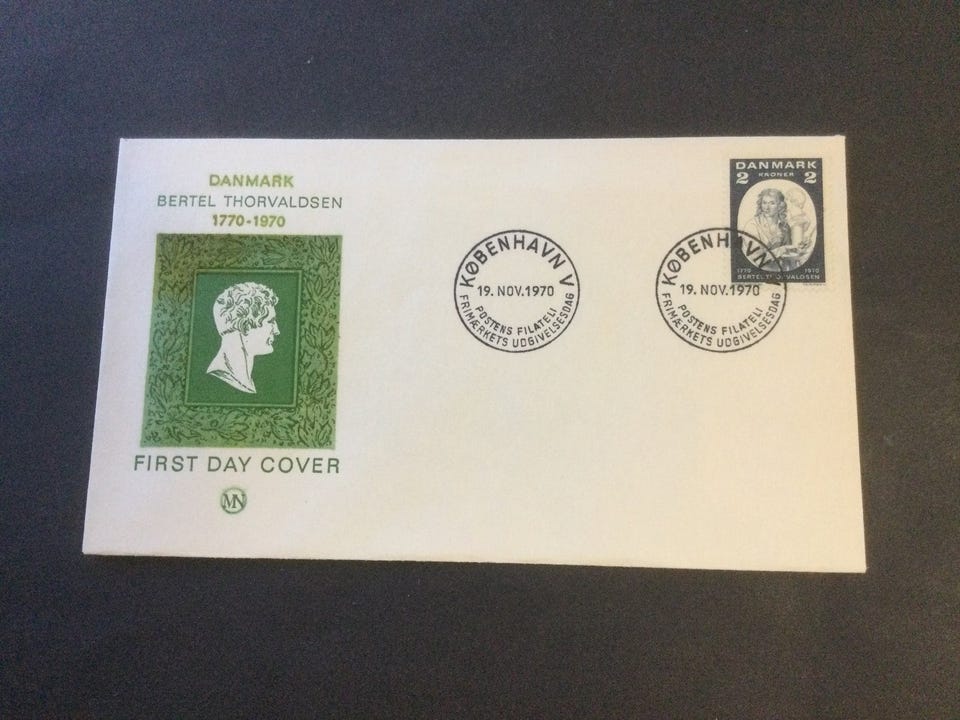 DANMARK
BERTEL THORVALDSEN
1770-1970
FIRST DAY COVER
MN
KØBENHAVN V
19. NOV. 1970
POSTENS FILATELI
FRIMÆRKETS UDGIVELSESDAG
KØBENHAVN V
19. NOV. 1970
POSTENS FILATELI
FRIMÆRKETS UDGIVELSESDAG
DANMARK
2 KRONER 2
1770 1970
BERTEL THORVALDSEN